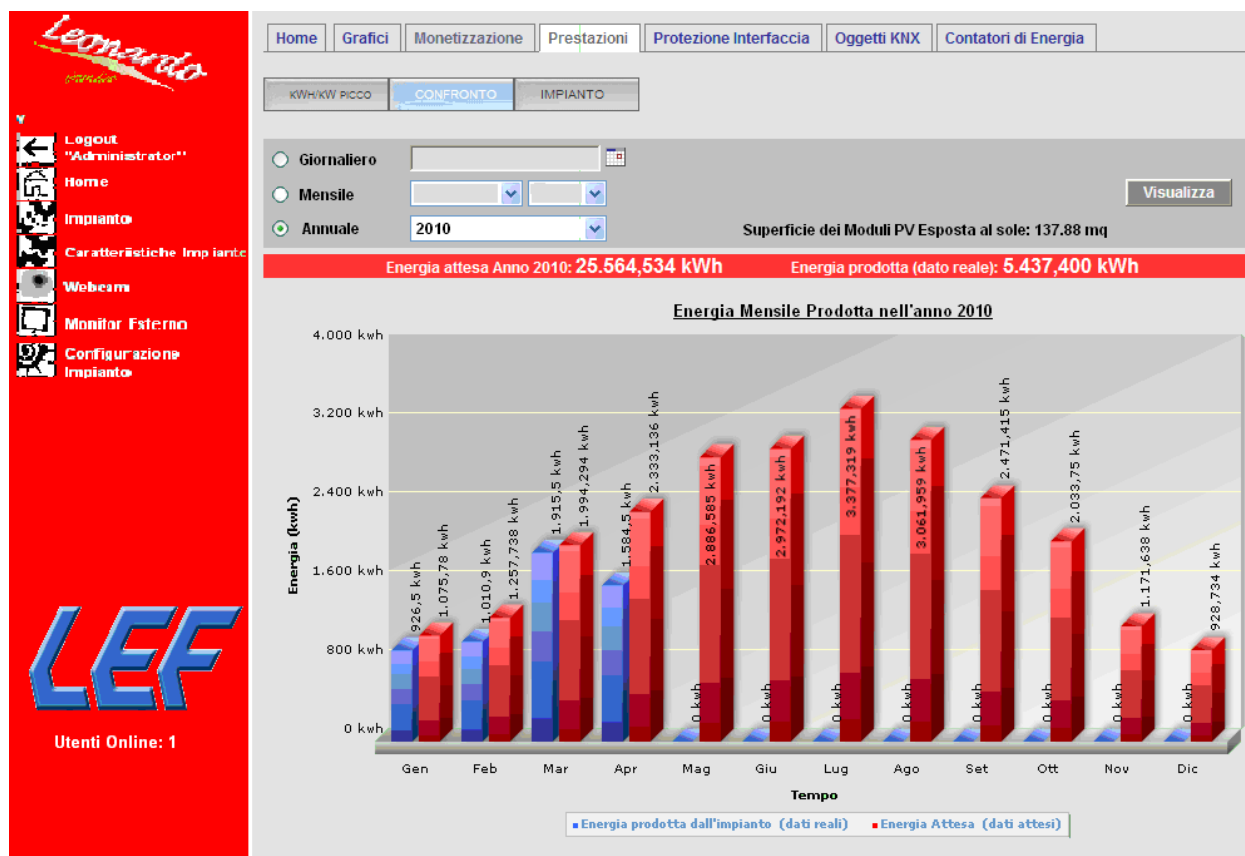 Leonardo
Logout
"Administrator"
Home
Impianto
Caratteristiche Impianto
Webcam
Monitor Esterno
Configurazione
Impianto
LEF
Utenti Online: 1
Home Grafici Monetizzazione Prestazioni Protezione Interfaccia Oggetti KNX Contatori di Energia
KWH/KW PICCO CONFRONTO IMPIANTO
Giornaliero
Mensile
Visualizza
Annuale 2010 Superficie dei Moduli PV Esposta al sole: 137.88 mq
Energia attesa Anno 2010: 25.564,534 kWh Energia prodotta (dato reale): 5.437,400 kWh
Energia Mensile Prodotta nell'anno 2010
4.000 kwh
3.200 kwh
2.400 kwh
1.600 kwh
800 kwh
0 kwh
Energia (kwh)
926,5 kwh
1.075,78 kwh
1.010,9 kwh
1.257,738 kwh
1.915,5 kwh
1.994,294 kwh
1.584,5 kwh
2.333,136 kwh
0 kwh
2.886,585 kwh
0 kwh
2.972,192 kwh
0 kwh
3.377,319 kwh
0 kwh
3.061,959 kwh
0 kwh
2.471,415 kwh
0 kwh
2.033,75 kwh
0 kwh
1.171,638 kwh
0 kwh
928,734 kwh
Gen Feb Mar Apr Mag Giu Lug Ago Set Ott Nov Dic
Tempo
Energia prodotta dall'impianto (dati reali) Energia Attesa (dati attesi)